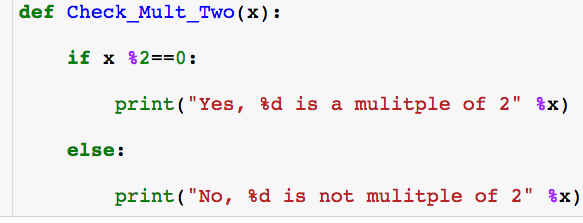 def Check_Mult_Two(x):
if x %2==0:
print("Yes, %d is a mulitple of 2" %x)
else:
print("No, %d is not mulitple of 2" %x)